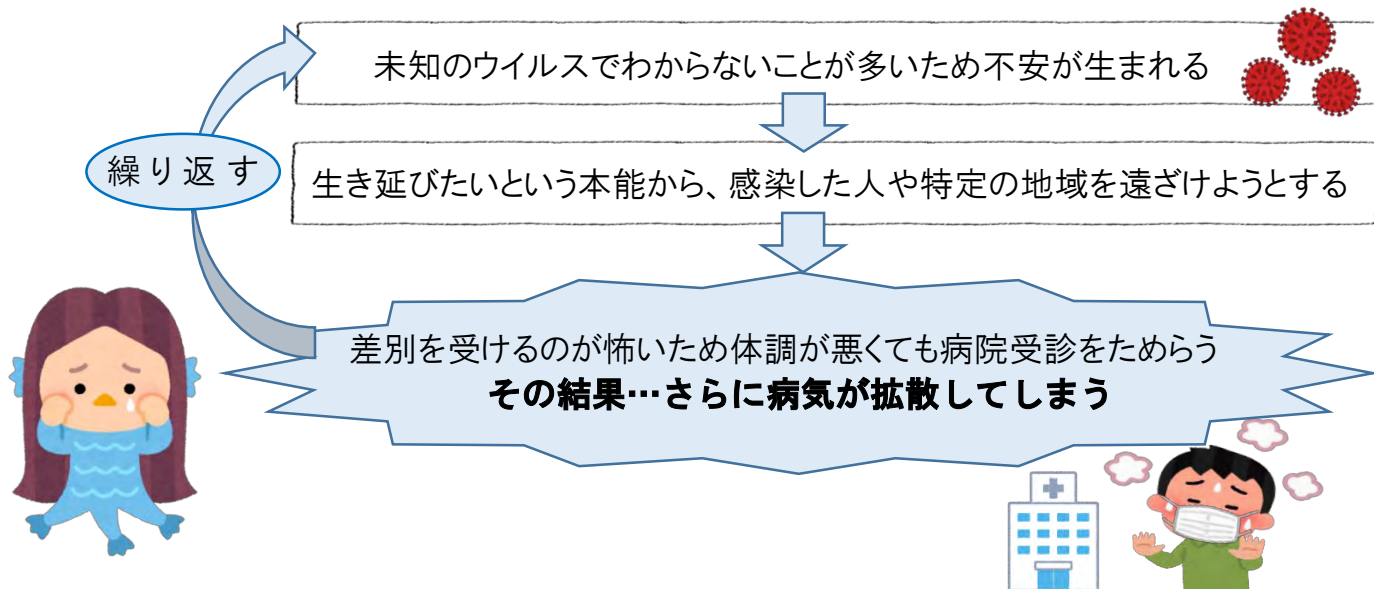 未知のウイルスでわからないことが多いため不安が生まれる
繰り返す
生き延びたいという本能から、感染した人や特定の地域を遠ざけようとする
差別を受けるのが怖いため体調が悪くても病院受診をためらう
その結果…さらに病気が拡散してしまう